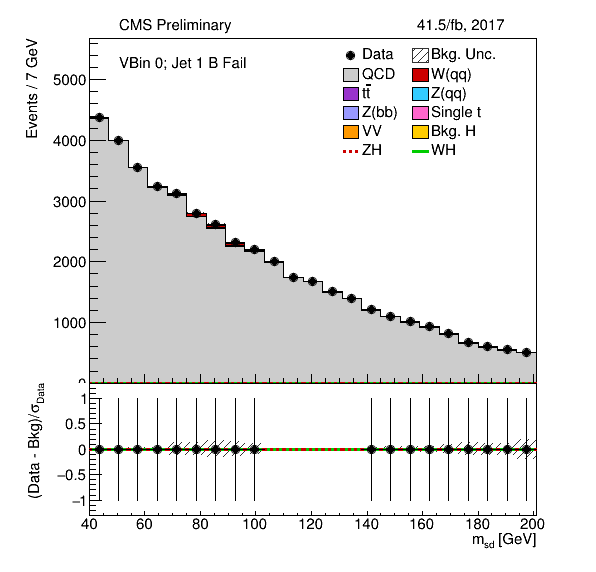 CMS Preliminary 41.5/fb, 2017
VBin 0; Jet 1 B Fail
Data Bkg. Unc.
QCD W(qq)
tt̄ Z(qq)
Z(bb) Single t
VV Bkg. H
ZH WH
Events / 7 GeV
5000
4000
3000
2000
1000
0
(Data - Bkg)/σData
1
0.5
0
−0.5
−1
40 60 80 100 120 140 160 180 200
msd [GeV]